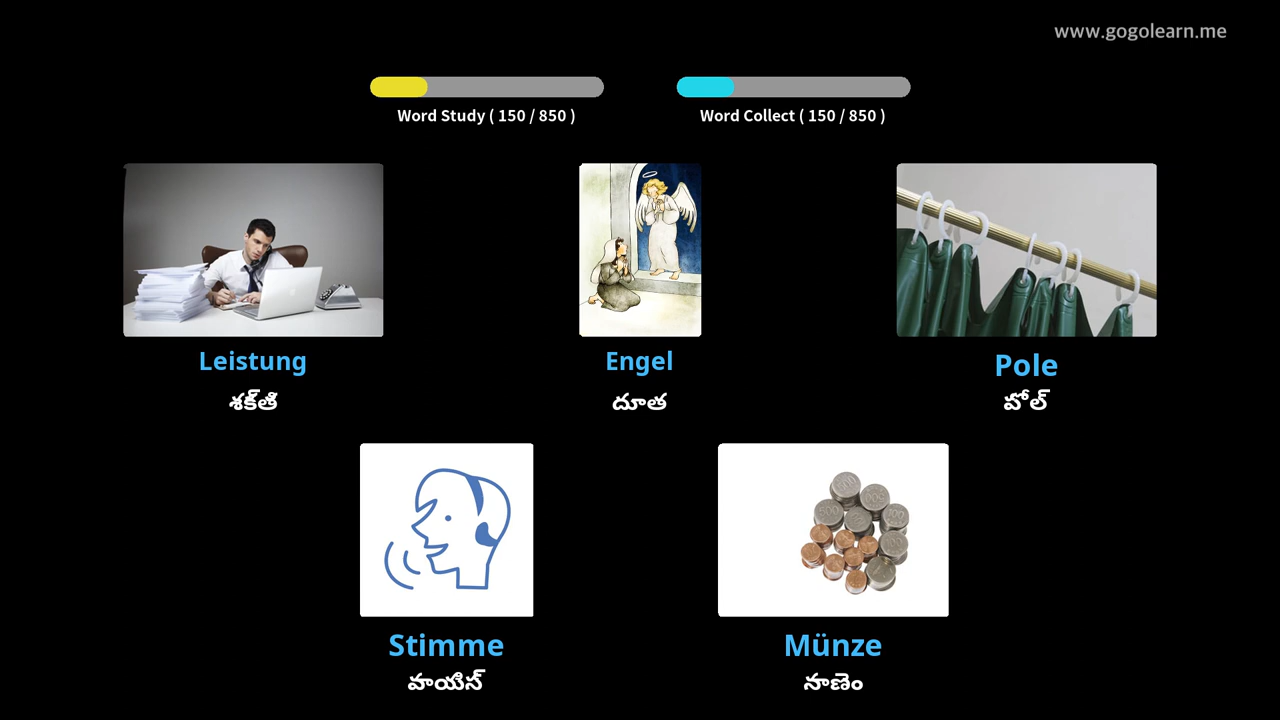 www.gogolearn.me
Word Study ( 150 / 850 ) Word Collect ( 150 / 850 )
Leistung Engel Pole
శక్తి దూత పోల్
Stimme Münze
వాయిస్ నాణెం